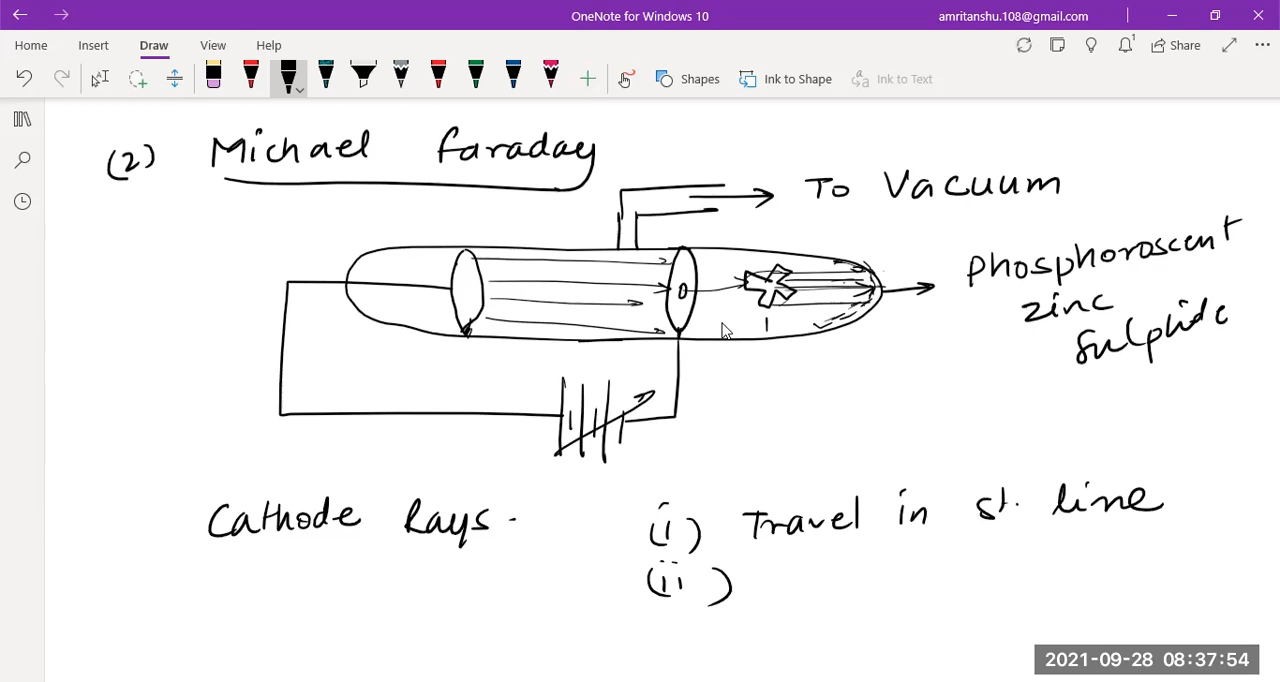 OneNote for Windows 10
amritanshu.108@gmail.com
Home Insert Draw View Help
Share
Shapes Ink to Shape Ink to Text
(2) Michael faraday
To Vacuum
Phosphoroscent
zinc
Sulphide
Cathode Rays.
(i) Travel in st. line
(ii)
2021-09-28 08:37:54